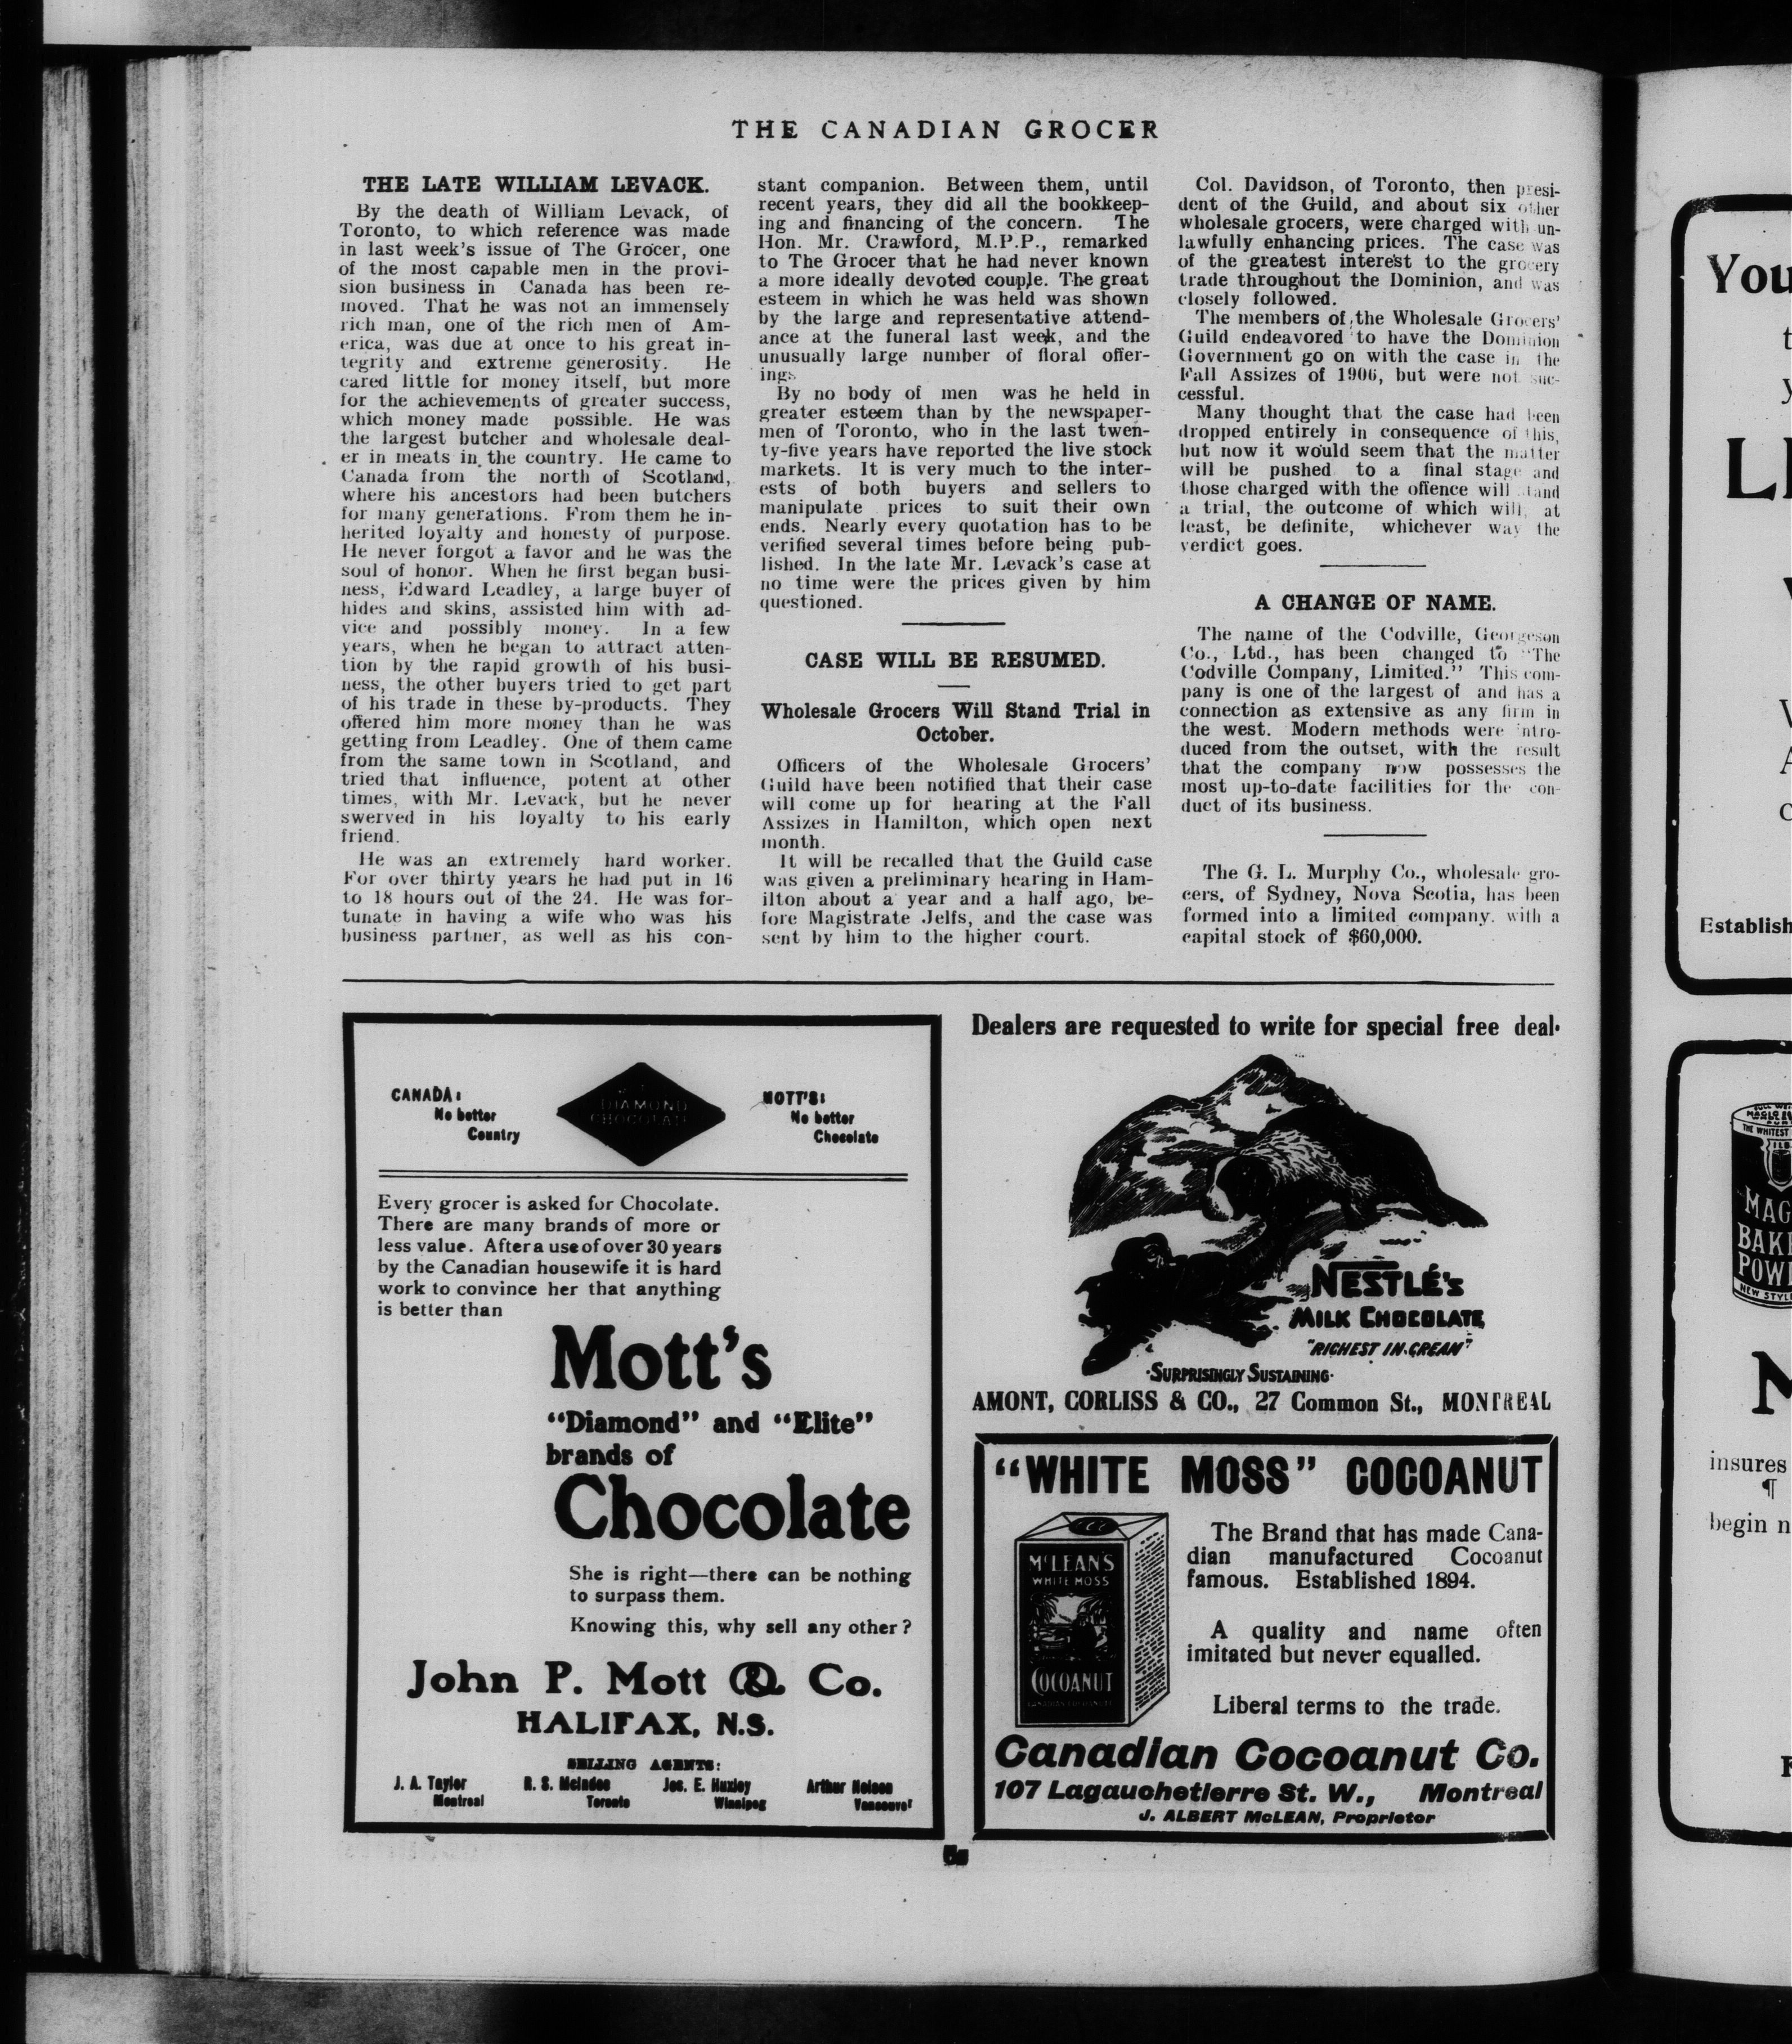 THE CANADIAN GROCER
THE LATE WILLIAM LEVACK.
By the death of William Levack, of
Toronto, to which reference was made
in last week's issue of The Grocer, one
of the most capable men in the provi-
sion business in Canada has been re-
moved. That he was not an immensely
rich man, one of the rich men of Am-
erica, was due at once to his great in-
tegrity and extreme generosity. He
cared little for money itself, but more
for the achievements of greater success,
which money made possible. He was
the largest butcher and wholesale deal-
er in meats in the country. He came to
Canada from the north of Scotland,
where his ancestors had been butchers
for many generations. From them he in-
herited loyalty and honesty of purpose.
He never forgot a favor and he was the
soul of honor. When he first began busi-
ness, Edward Leadley, a large buyer of
hides and skins, assisted him with ad-
vice and possibly money. In a few
years, when he began to attract atten-
tion by the rapid growth of his busi-
ness, the other buyers tried to get part
of his trade in these by-products. They
offered him more money than he was
getting from Leadley. One of them came
from the same town in Scotland, and
tried that influence, potent at other
times, with Mr. Levack, but he never
swerved in his loyalty to his early
friend.
He was an extremely hard worker.
For over thirty years he had put in 16
to 18 hours out of the 24. He was for-
tunate in having a wife who was his
business partner, as well as his con-
stant companion. Between them, until
recent years, they did all the bookkeep-
ing and financing of the concern. The
Hon. Mr. Crawford, M.P.P., remarked
to The Grocer that he had never known
a more ideally devoted couple. The great
esteem in which he was held was shown
by the large and representative attend-
ance at the funeral last week, and the
unusually large number of floral offer-
ings.
By no body of men was he held in
greater esteem than by the newspaper-
men of Toronto, who in the last twen-
ty-five years have reported the live stock
markets. It is very much to the inter-
ests of both buyers and sellers to
manipulate prices to suit their own
ends. Nearly every quotation has to be
verified several times before being pub-
lished. In the late Mr. Levack's case at
no time were the prices given by him
questioned.
CASE WILL BE RESUMED.
Wholesale Grocers Will Stand Trial in
October.
Officers of the Wholesale Grocers'
Guild have been notified that their case
will come up for hearing at the Fall
Assizes in Hamilton, which open next
month.
It will be recalled that the Guild case
was given a preliminary hearing in Ham-
ilton about a year and a half ago, be-
fore Magistrate Jelfs, and the case was
sent by him to the higher court.
Col. Davidson, of Toronto, then presi-
dent of the Guild, and about six other
wholesale grocers, were charged with un-
lawfully enhancing prices. The case was
of the greatest interest to the grocery
trade throughout the Dominion, and was
closely followed.
The members of the Wholesale Grocers'
Guild endeavored to have the Dominion
Government go on with the case in the
Fall Assizes of 1906, but were not suc-
cessful.
Many thought that the case had been
dropped entirely in consequence of this,
but now it would seem that the matter
will be pushed to a final stage and
those charged with the offence will stand
a trial, the outcome of which will, at
least, be definite, whichever way the
verdict goes.
A CHANGE OF NAME.
The name of the Codville, Georgeson
Co., Ltd., has been changed to "The
Codville Company, Limited." This com-
pany is one of the largest of and has a
connection as extensive as any firm in
the west. Modern methods were intro-
duced from the outset, with the result
that the company now possesses the
most up-to-date facilities for the con-
duct of its business.
The G. L. Murphy Co., wholesale gro-
cers, of Sydney, Nova Scotia, has been
formed into a limited company. with a
capital stock of $60,000.
CANADA:
No better
Country
DIAMOND
CHOCOLATE
MOTT'S:
No better
Chocolate
Every grocer is asked for Chocolate.
There are many brands of more or
less value. After a use of over 30 years
by the Canadian housewife it is hard
work to convince her that anything
is better than
Mott's
"Diamond" and "Elite"
brands of
Chocolate
She is right—there can be nothing
to surpass them.
Knowing this, why sell any other?
John P. Mott & Co.
HALIFAX, N.S.
SELLING AGENTS:
J. A. Taylor R. S. McIndoe Jos. E. Huxley Arthur Nelson
Montreal Toronto Winnipeg Vancouver
Dealers are requested to write for special free deal.
NESTLÉ'S
MILK CHOCOLATE
"RICHEST IN CREAM"
·SURPRISINGLY SUSTAINING·
AMONT, CORLISS & CO., 27 Common St., MONTREAL
"WHITE MOSS" COCOANUT
McLEAN'S
WHITE MOSS
COCOANUT
The Brand that has made Cana-
dian manufactured Cocoanut
famous. Established 1894.
A quality and name often
imitated but never equalled.
Liberal terms to the trade.
Canadian Cocoanut Co.
107 Lagauchetierre St. W., Montreal
J. ALBERT McLEAN, Proprietor
You
Establish
MAG
BAKI
POW
NEW STYL
insures
¶
begin n